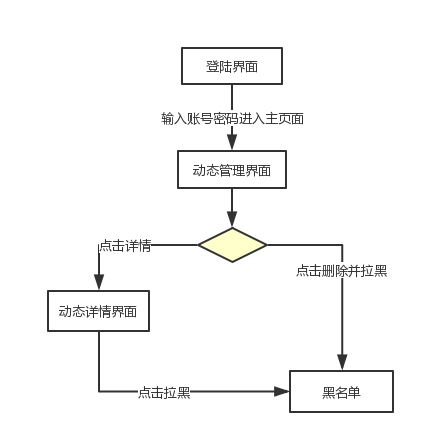 登陆界面
输入账号密码进入主页面
动态管理界面
点击详情
点击删除并拉黑
动态详情界面
点击拉黑
黑名单